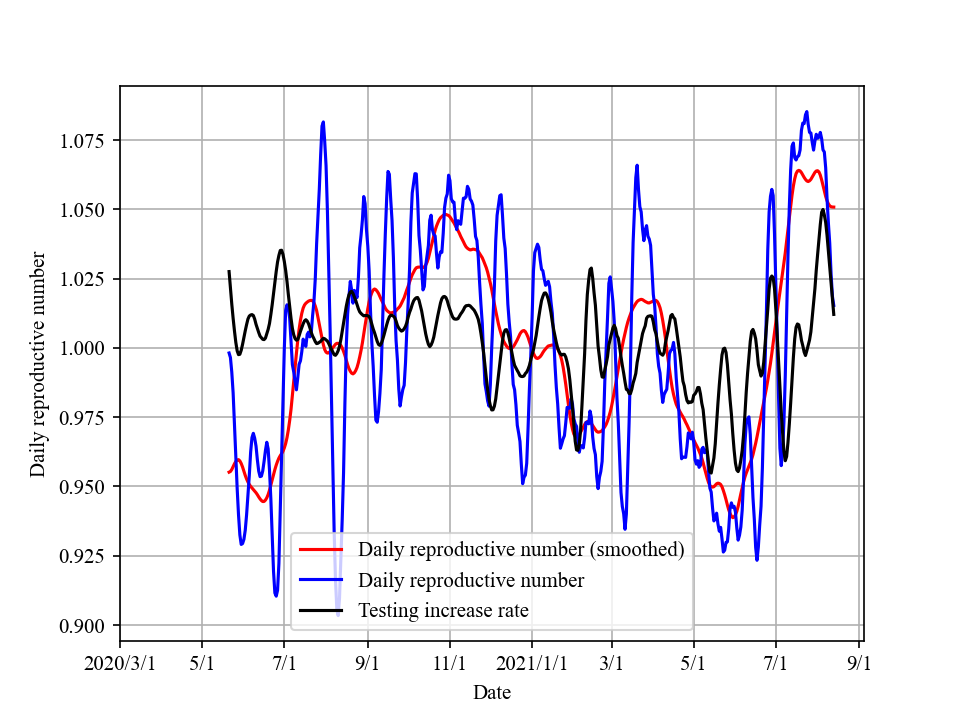 1.075
1.050
1.025
1.000
0.975
0.950
0.925
0.900
Daily reproductive number
Daily reproductive number (smoothed)
Daily reproductive number
Testing increase rate
2020/3/1 5/1 7/1 9/1 11/1 2021/1/1 3/1 5/1 7/1 9/1
Date